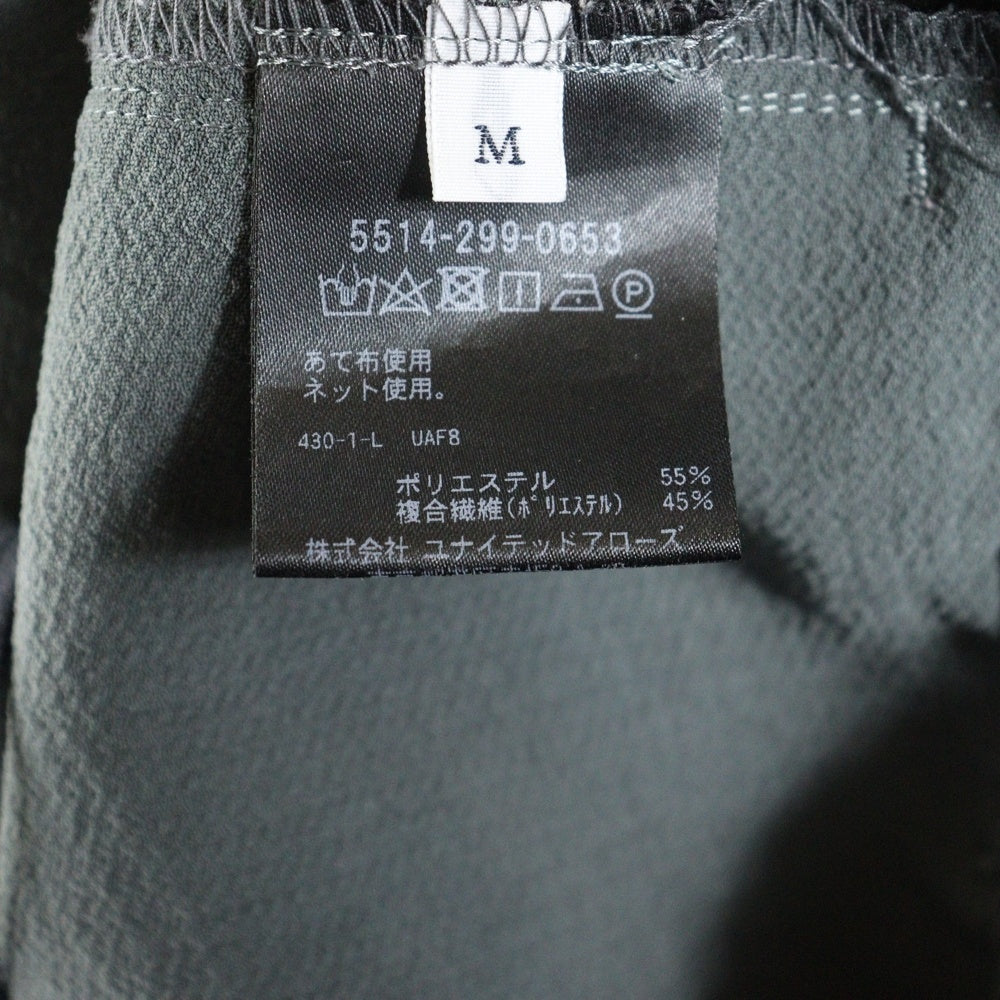 M
5514-299-0653
P
あて布使用
ネット使用。
430-1-L UAF8
ポリエステル 55%
複合繊維(ポリエステル) 45%
株式会社 ユナイテッドアローズ